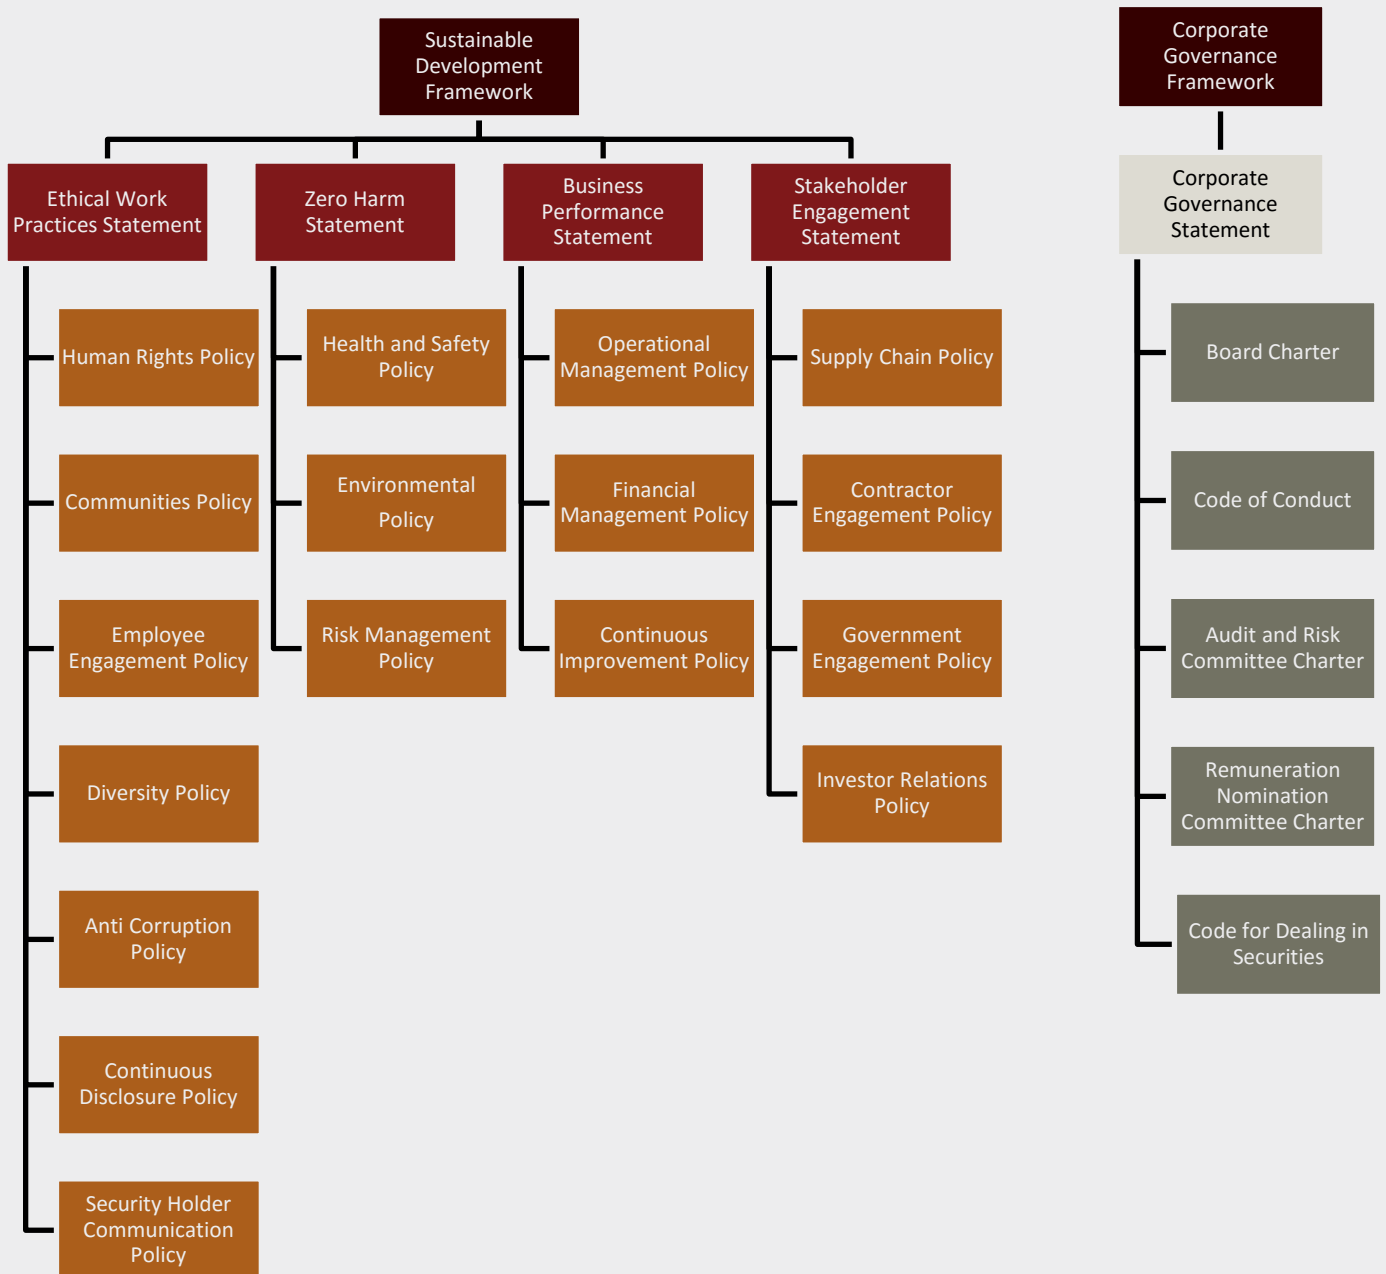 Sustainable
Development
Framework
Ethical Work
Practices Statement
Human Rights Policy
Communities Policy
Employee
Engagement Policy
Diversity Policy
Anti Corruption
Policy
Continuous
Disclosure Policy
Security Holder
Communication
Policy
Zero Harm
Statement
Health and Safety
Policy
Environmental
Policy
Risk Management
Policy
Business
Performance
Statement
Operational
Management Policy
Financial
Management Policy
Continuous
Improvement Policy
Stakeholder
Engagement
Statement
Supply Chain Policy
Contractor
Engagement Policy
Government
Engagement Policy
Investor Relations
Policy
Corporate
Governance
Framework
Corporate
Governance
Statement
Board Charter
Code of Conduct
Audit and Risk
Committee Charter
Remuneration
Nomination
Committee Charter
Code for Dealing in
Securities